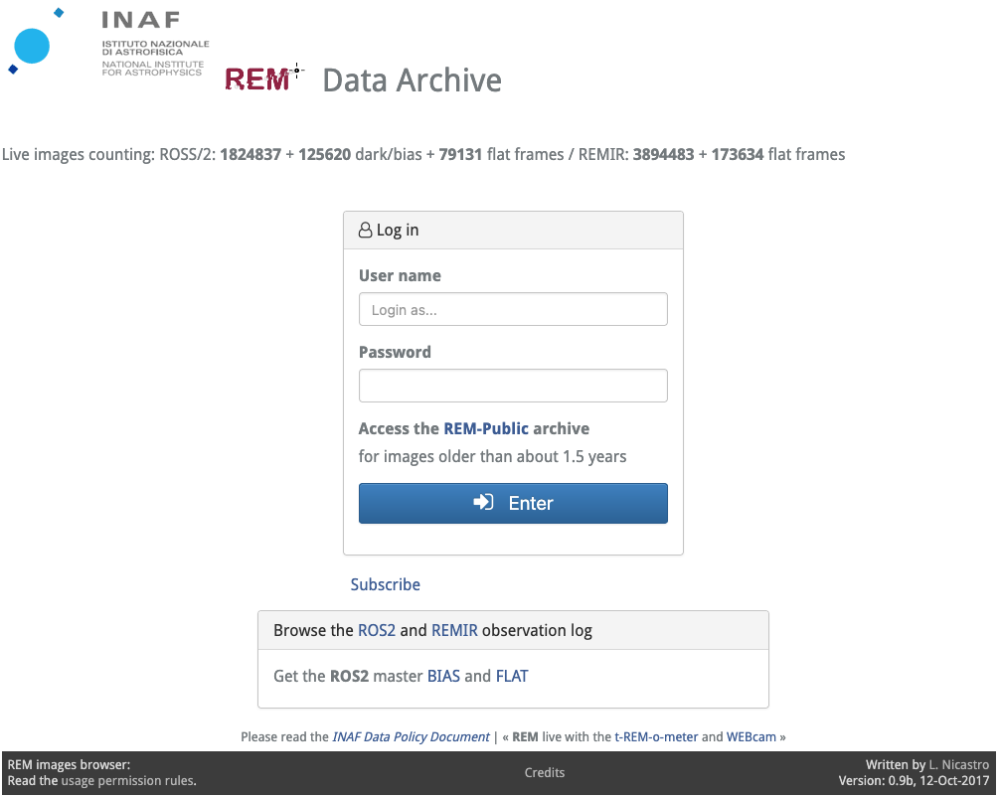 INAF
ISTITUTO NAZIONALE
DI ASTROFISICA
NATIONAL INSTITUTE
FOR ASTROPHYSICS
REM Data Archive
Live images counting: ROSS/2: 1824837 + 125620 dark/bias + 79131 flat frames / REMIR: 3894483 + 173634 flat frames
Log in
User name
Login as...
Password
Access the REM-Public archive
for images older than about 1.5 years
Enter
Subscribe
Browse the ROS2 and REMIR observation log
Get the ROS2 master BIAS and FLAT
Please read the INAF Data Policy Document | « REM live with the t-REM-o-meter and WEBcam »
REM images browser:
Read the usage permission rules.
Credits
Written by L. Nicastro
Version: 0.9b, 12-Oct-2017